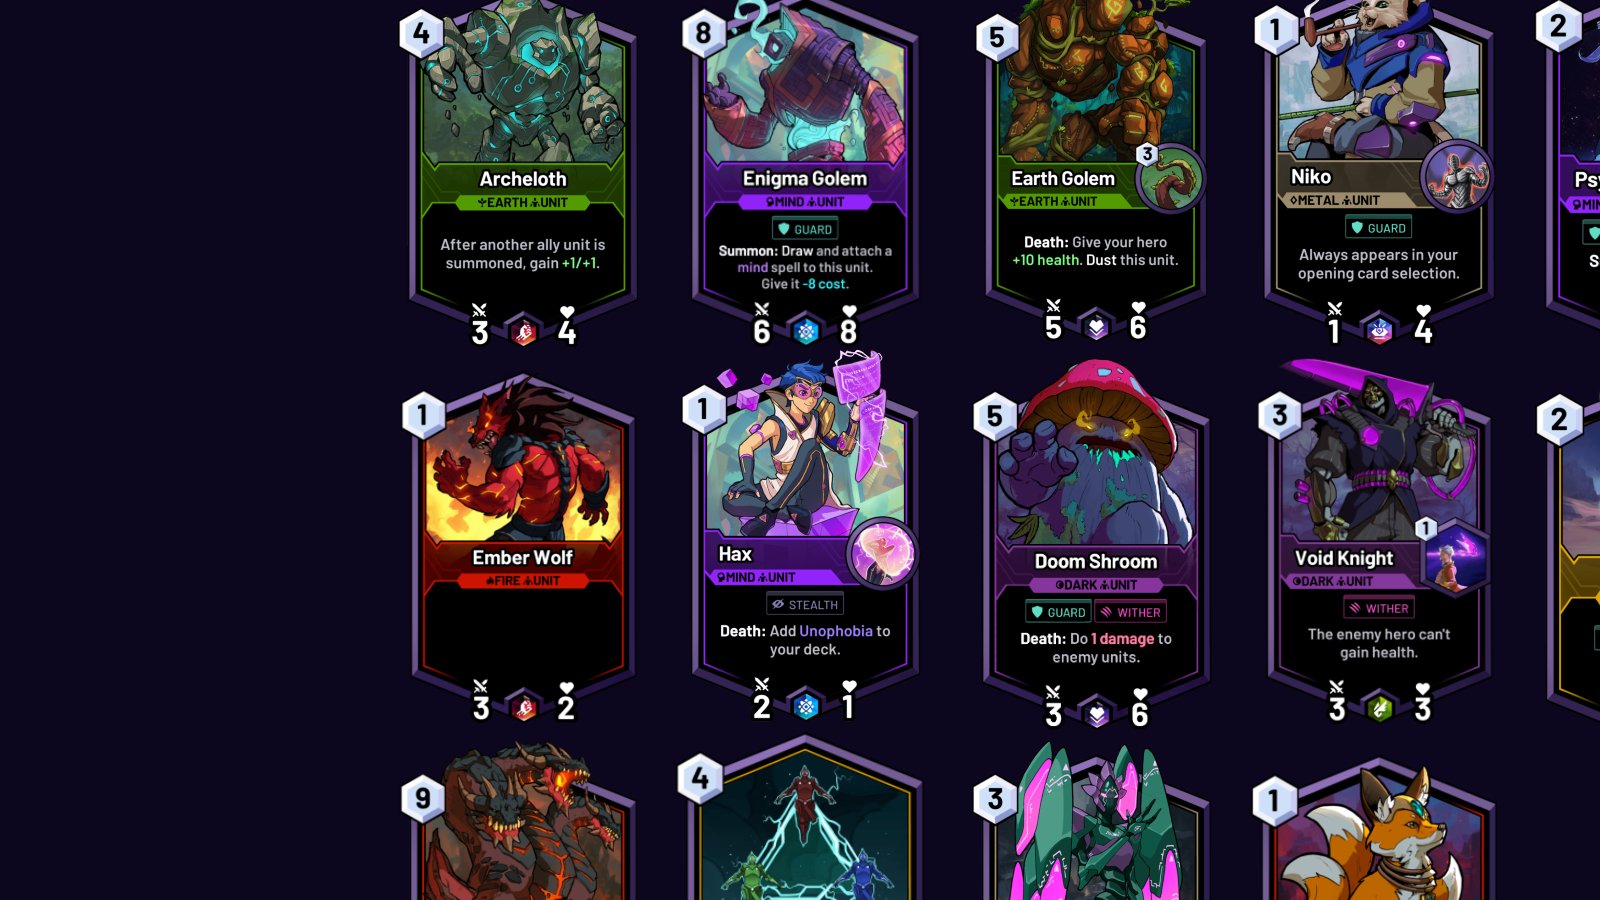 4
Archeloth
EARTH UNIT
After another ally unit is
summoned, gain +1/+1.
3
4
8
Enigma Golem
MIND UNIT
GUARD
Summon: Draw and attach a
mind spell to this unit.
Give it -8 cost.
6
8
5
3
Earth Golem
EARTH UNIT
Death: Give your hero
+10 health. Dust this unit.
5
6
1
Niko
METAL UNIT
GUARD
Always appears in your
opening card selection.
1
4
2
1
Ember Wolf
FIRE UNIT
3
2
1
Hax
MIND UNIT
STEALTH
Death: Add Unophobia to
your deck.
2
1
5
Doom Shroom
DARK UNIT
GUARD
WITHER
Death: Do 1 damage to
enemy units.
3
6
3
1
Void Knight
DARK UNIT
WITHER
The enemy hero can't
gain health.
3
3
2
9
4
3
1